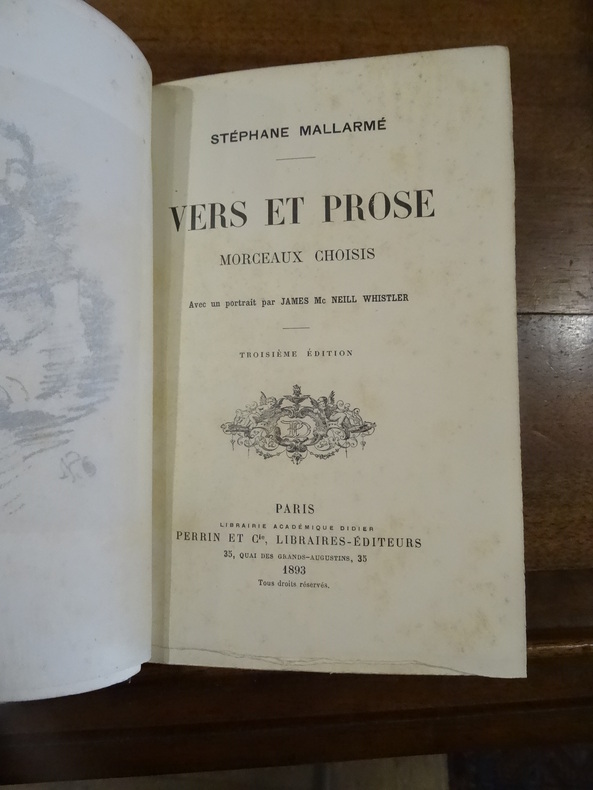 STÉPHANE MALLARMÉ
VERS ET PROSE
MORCEAUX CHOISIS
Avec un portrait par JAMES Mc NEILL WHISTLER
TROISIÈME ÉDITION
PARIS
LIBRAIRIE ACADÉMIQUE DIDIER
PERRIN ET Cie, LIBRAIRES-ÉDITEURS
35, QUAI DES GRANDS-AUGUSTINS, 35
1893
Tous droits réservés.